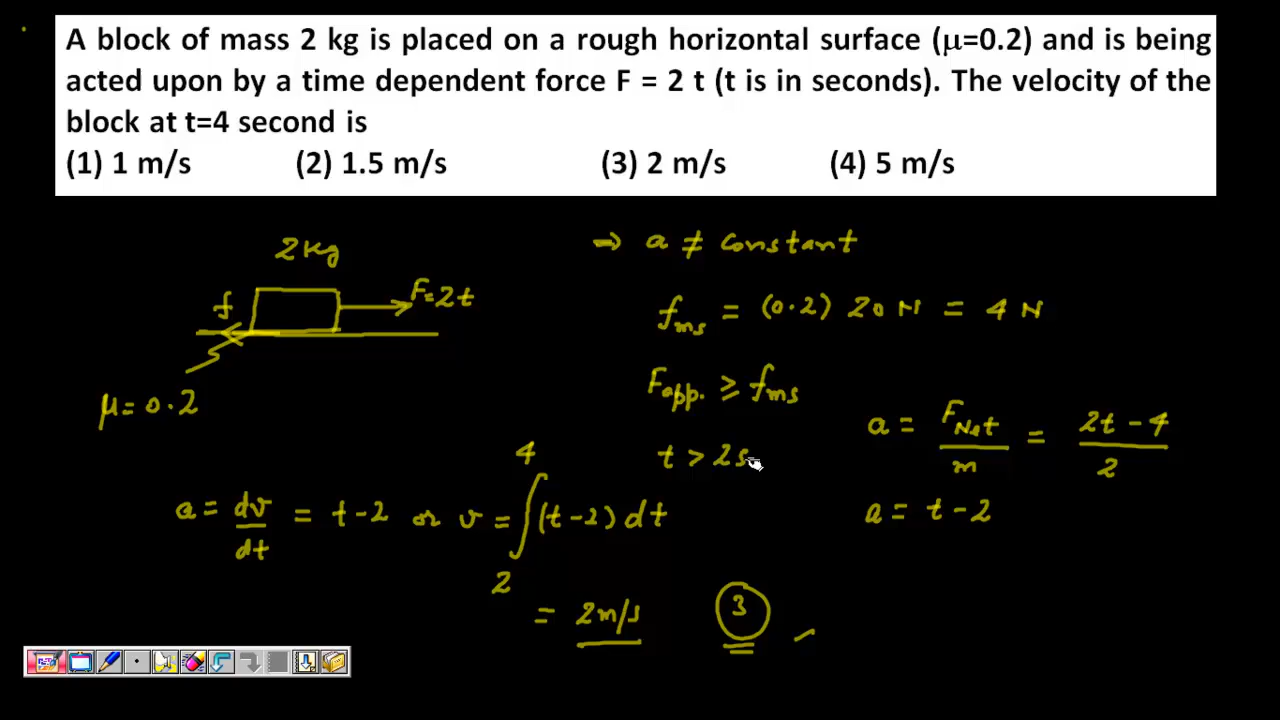 A block of mass 2 kg is placed on a rough horizontal surface (μ=0.2) and is being
acted upon by a time dependent force F = 2 t (t is in seconds). The velocity of the
block at t=4 second is
(1) 1 m/s (2) 1.5 m/s (3) 2 m/s (4) 5 m/s
2 Kg
f
F=2t
μ = 0.2
⇒ a ≠ constant
fms = (0.2) 20 N = 4 N
Fapp. ≥ fms
t > 2s
a = FNet/m = (2t - 4)/2
a = t - 2
a = dv/dt = t - 2 or v = ∫₂⁴ (t - 2) dt
= 2m/s
3